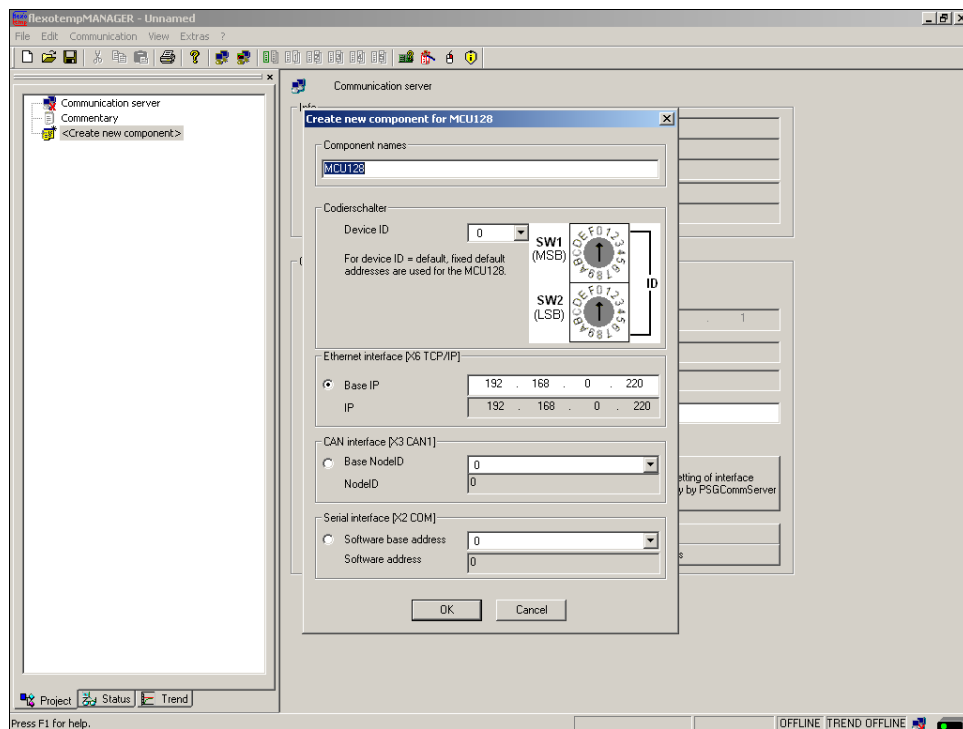 flexotempMANAGER - Unnamed
File Edit Communication View Extras ?
Communication server
Commentary
<Create new component>
Communication server
Info
Create new component for MCU128
Component names
MCU128
Codierschalter
Device ID
0
For device ID = default, fixed default
addresses are used for the MCU128.
SW1
(MSB)
SW2
(LSB)
ID
Ethernet interface [X6 TCP/IP]
Base IP
192 . 168 . 0 . 220
IP
192 . 168 . 0 . 220
CAN interface [X3 CAN1]
Base NodeID
0
NodeID
0
Serial interface [X2 COM]
Software base address
0
Software address
0
OK
Cancel
. 1
etting of interface
y by PSGCommServer
s
Project
Status
Trend
Press F1 for help.
OFFLINE
TREND OFFLINE